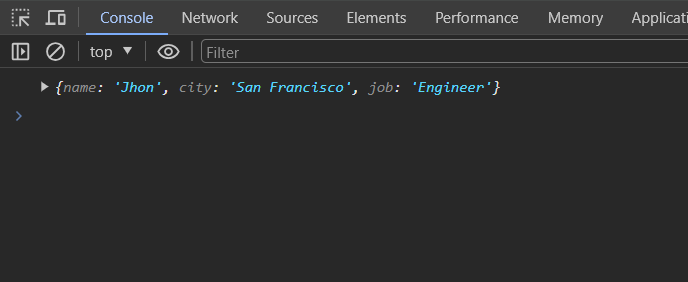 Console Network Sources Elements Performance Memory Applicati
top Filter
{name: 'Jhon', city: 'San Francisco', job: 'Engineer'}